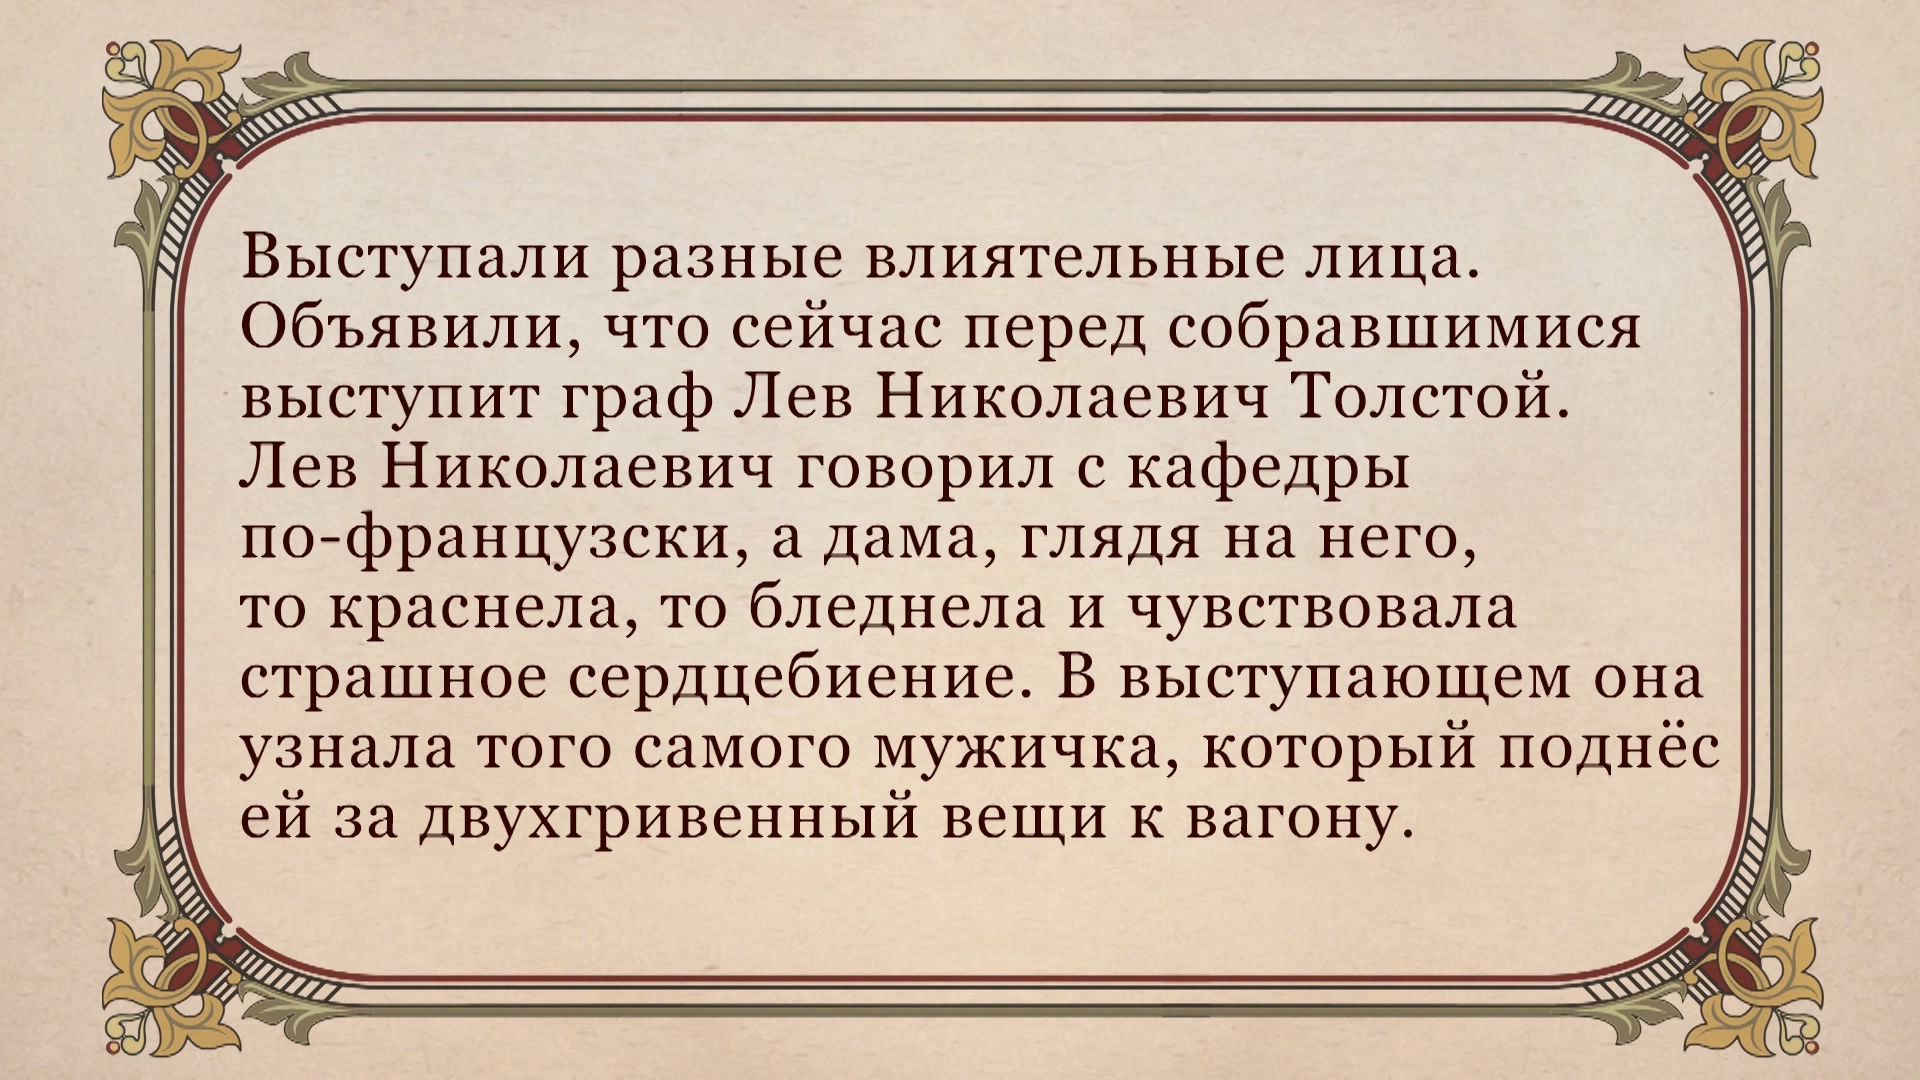 Выступали разные влиятельные лица.
Объявили, что сейчас перед собравшимися
выступит граф Лев Николаевич Толстой.
Лев Николаевич говорил с кафедры
по-французски, а дама, глядя на него,
то краснела, то бледнела и чувствовала
страшное сердцебиение. В выступающем она
узнала того самого мужичка, который поднёс
ей за двухгривенный вещи к вагону.